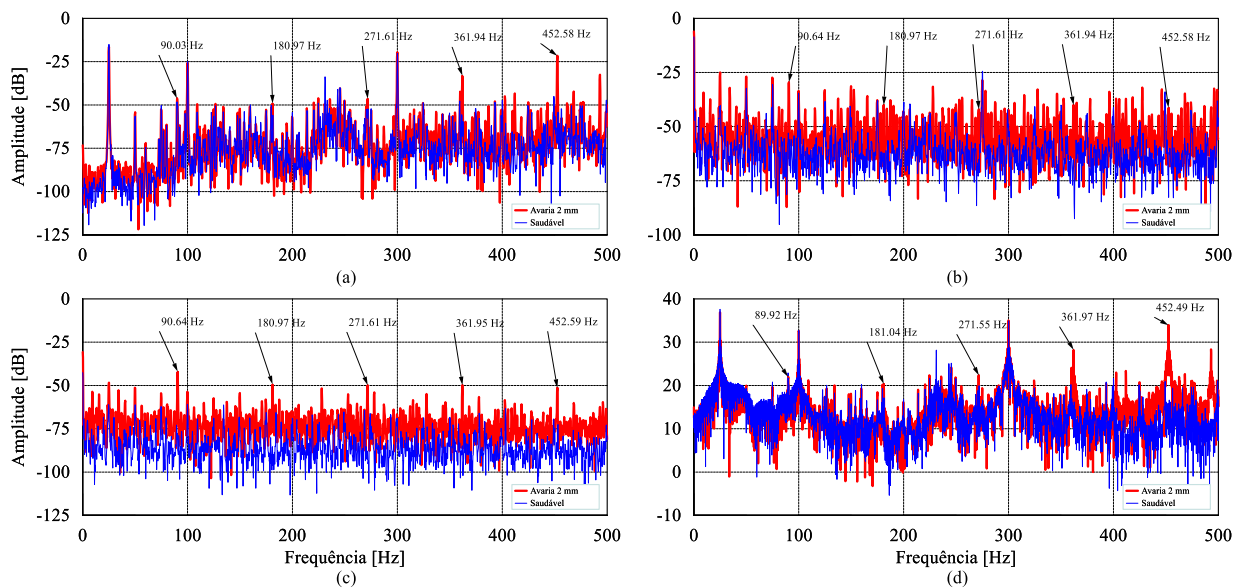 0
-25
-50
-75
-100
-125
Amplitude [dB]
90.03 Hz
180.97 Hz
271.61 Hz
361.94 Hz
452.58 Hz
Avaria 2 mm
Saudável
0 100 200 300 400 500
(a)
0
-25
-50
-75
-100
90.64 Hz
180.97 Hz
271.61 Hz
361.94 Hz
452.58 Hz
Avaria 2 mm
Saudável
0 100 200 300 400 500
(b)
0
-25
-50
-75
-100
-125
Amplitude [dB]
90.64 Hz
180.97 Hz
271.61 Hz
361.95 Hz
452.59 Hz
Avaria 2 mm
Saudável
0 100 200 300 400 500
Frequência [Hz]
(c)
40
30
20
10
0
-10
89.92 Hz
181.04 Hz
271.55 Hz
361.97 Hz
452.49 Hz
Avaria 2 mm
Saudável
0 100 200 300 400 500
Frequência [Hz]
(d)